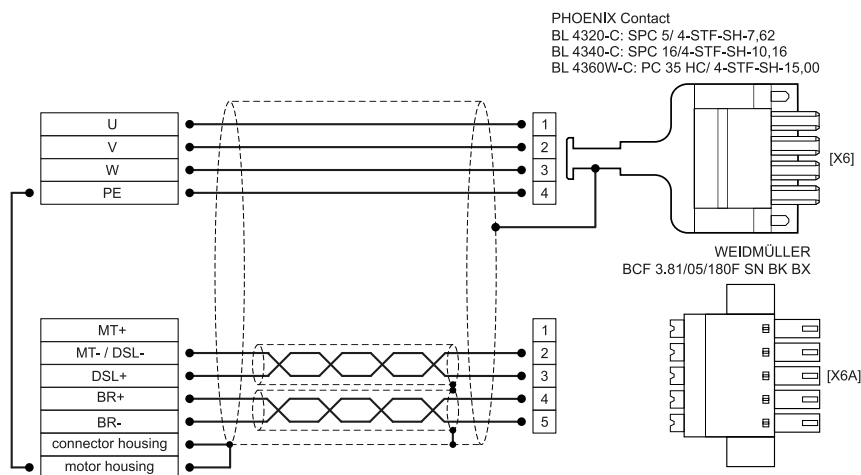 PHOENIX Contact
BL 4320-C: SPC 5/ 4-STF-SH-7,62
BL 4340-C: SPC 16/4-STF-SH-10,16
BL 4360W-C: PC 35 HC/ 4-STF-SH-15,00
U 1
V 2
W 3
PE 4
[X6]
WEIDMÜLLER
BCF 3.81/05/180F SN BK BX
MT+ 1
MT- / DSL- 2
DSL+ 3
BR+ 4
BR- 5
connector housing
motor housing
[X6A]